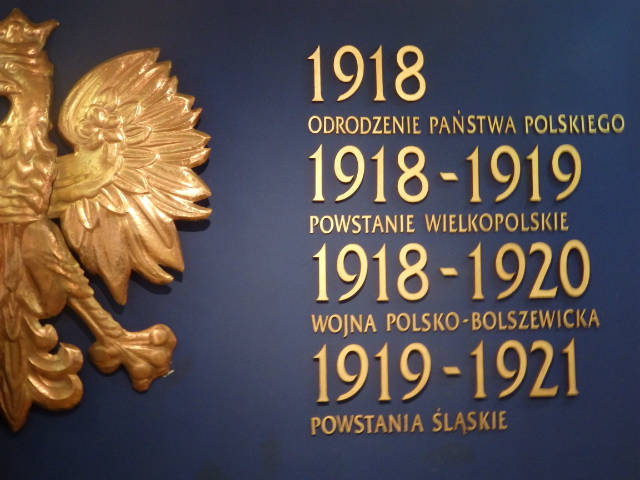 1918
ODRODZENIE PAŃSTWA POLSKIEGO
1918-1919
POWSTANIE WIELKOPOLSKIE
1918-1920
WOJNA POLSKO-BOLSZEWICKA
1919-1921
POWSTANIA ŚLĄSKIE